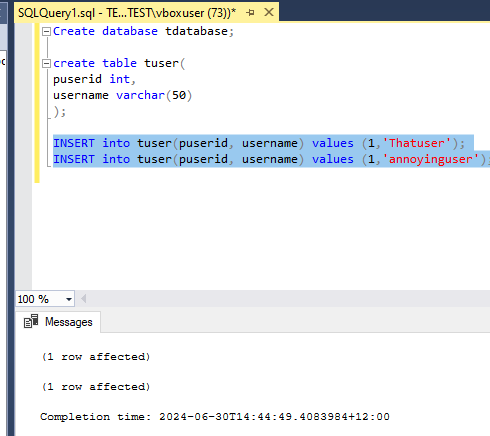 SQLQuery1.sql - TE...TEST\vboxuser (73))*
Create database tdatabase;
create table tuser(
puserid int,
username varchar(50)
);
INSERT into tuser(puserid, username) values (1,'Thatuser');
INSERT into tuser(puserid, username) values (1,'annoyinguser')
100 %
Messages
(1 row affected)
(1 row affected)
Completion time: 2024-06-30T14:44:49.4083984+12:00